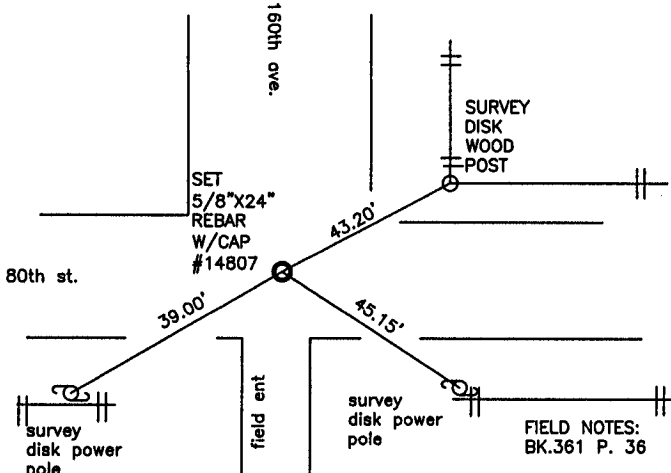 160th ave.
SURVEY
DISK
WOOD
POST
SET
5/8"X24"
REBAR
W/CAP
#14807
43.20'
80th st.
39.00'
45.15'
field ent
survey
disk power
pole
survey
disk power
pole
FIELD NOTES:
BK.361 P. 36